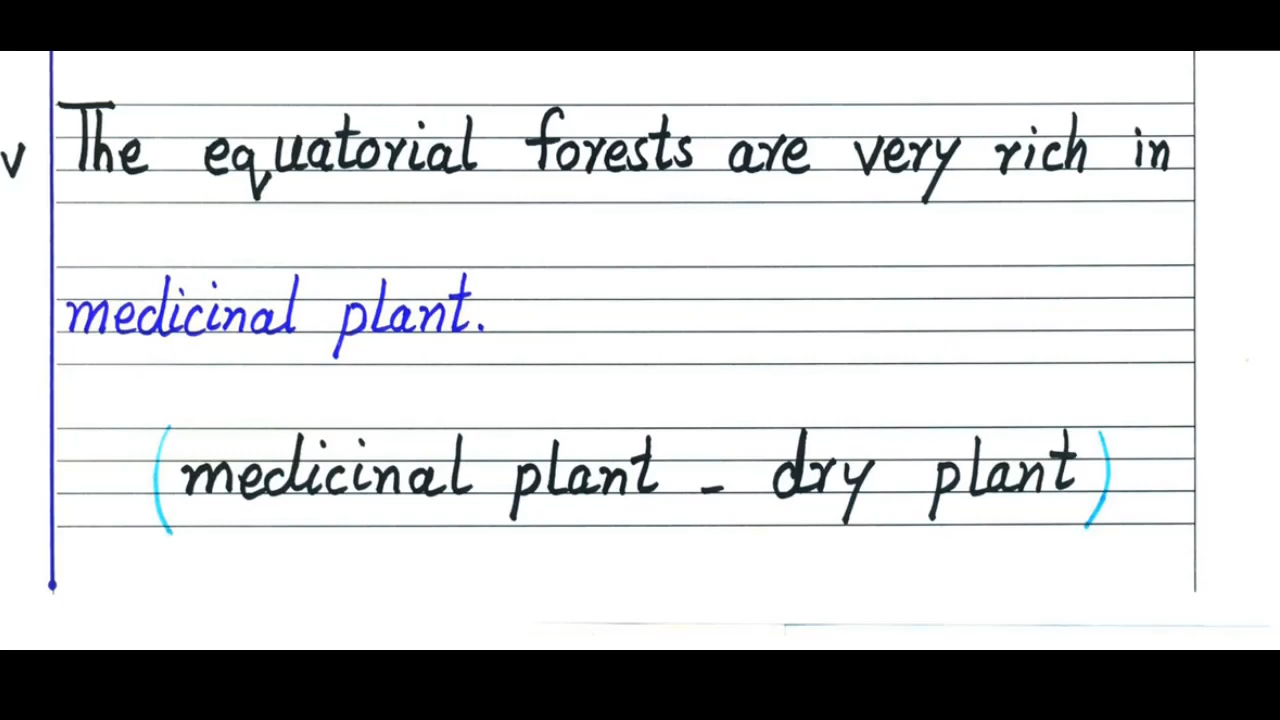 v The equatorial forests are very rich in
medicinal plant.
(medicinal plant - dry plant)